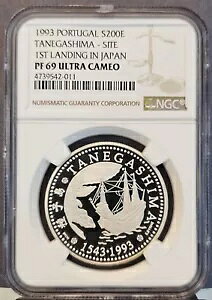 1993 PORTUGAL S200E
TANEGASHIMA - SITE
1ST LANDING IN JAPAN
PF 69 ULTRA CAMEO
4739542-011
NGC
NUMISMATIC GUARANTY CORPORATION
TANEGASHIMA
1543·1993